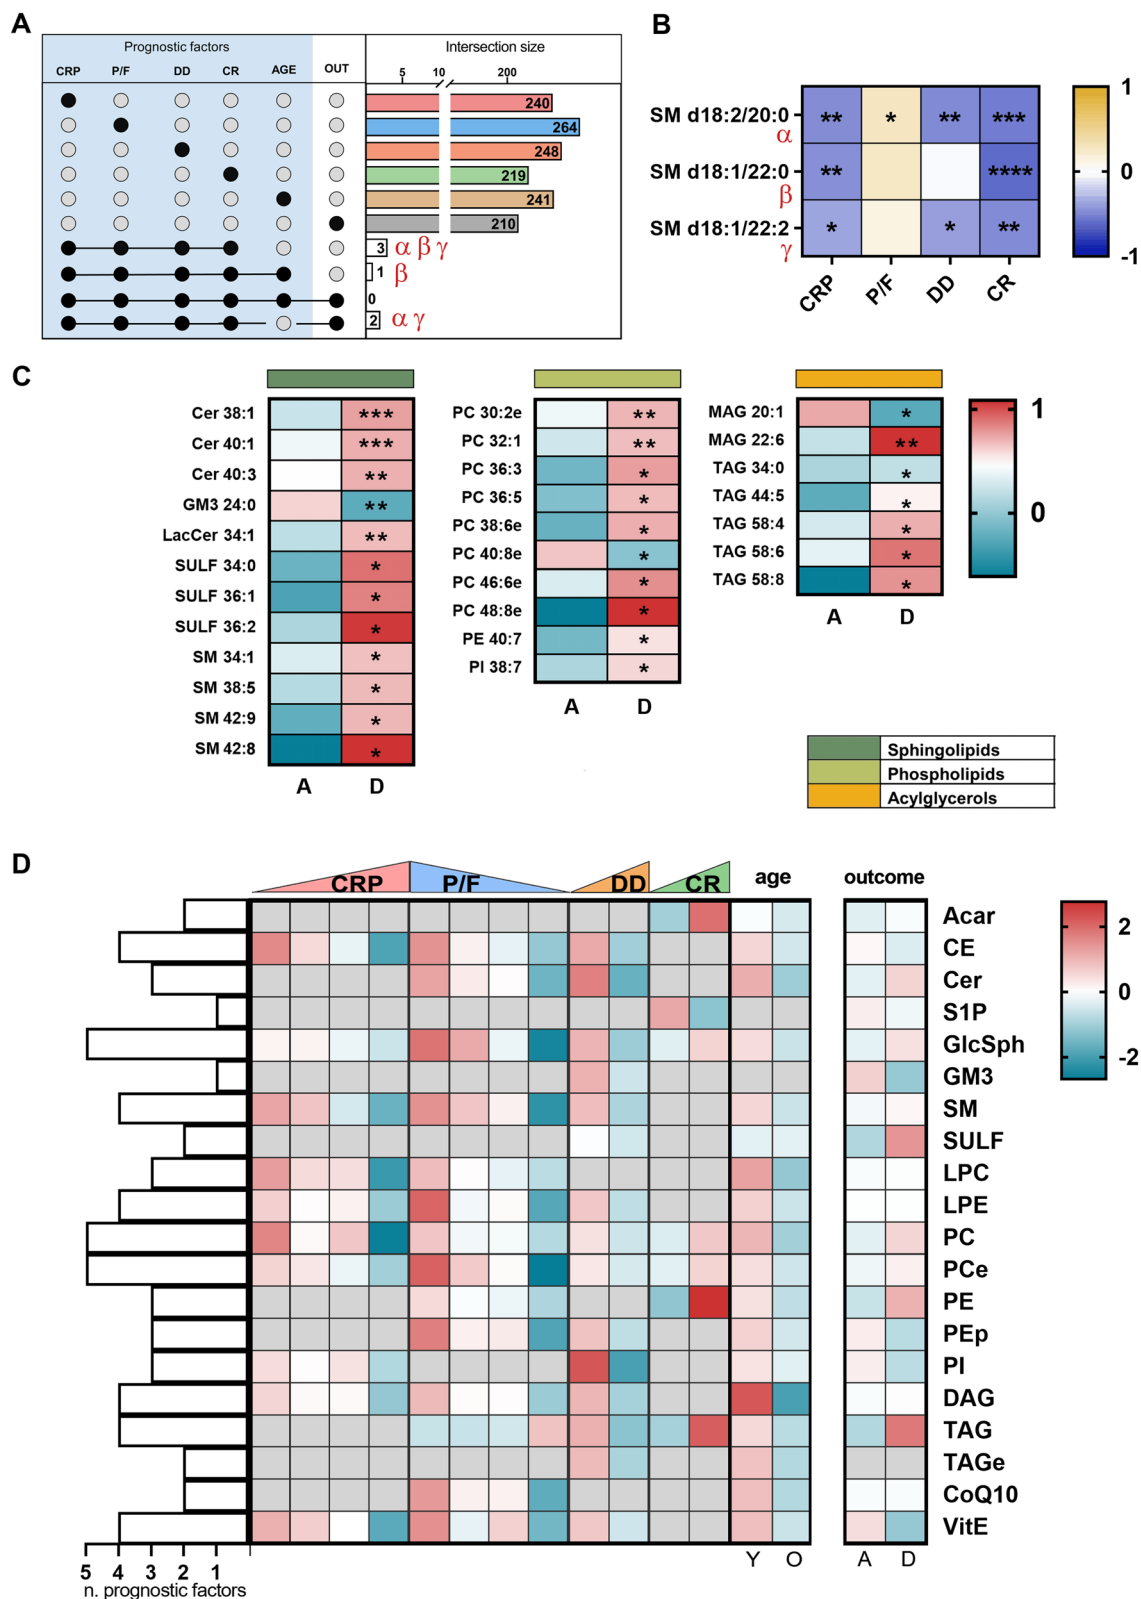 A
Prognostic factors
Intersection size
CRP P/F DD CR AGE OUT
5 10 200
240
264
248
219
241
210
3 α β γ
1 β
0
2 α γ
B
SM d18:2/20:0 ** * ** ***
α
SM d18:1/22:0 ** ****
β
SM d18:1/22:2 * * **
γ
CRP P/F DD CR
1
0
-1
C
Cer 38:1 ***
Cer 40:1 ***
Cer 40:3 **
GM3 24:0 **
LacCer 34:1 **
SULF 34:0 *
SULF 36:1 *
SULF 36:2 *
SM 34:1 *
SM 38:5 *
SM 42:9 *
SM 42:8 *
A D
PC 30:2e **
PC 32:1 **
PC 36:3 *
PC 36:5 *
PC 38:6e *
PC 40:8e *
PC 46:6e *
PC 48:8e *
PE 40:7 *
PI 38:7 *
A D
MAG 20:1 *
MAG 22:6 **
TAG 34:0 *
TAG 44:5 *
TAG 58:4 *
TAG 58:6 *
TAG 58:8 *
A D
1
0
Sphingolipids
Phospholipids
Acylglycerols
D
CRP P/F DD CR age outcome
Acar
CE
Cer
S1P
GlcSph
GM3
SM
SULF
LPC
LPE
PC
PCe
PE
PEp
PI
DAG
TAG
TAGe
CoQ10
VitE
2
0
-2
Y O A D
5 4 3 2 1
n. prognostic factors